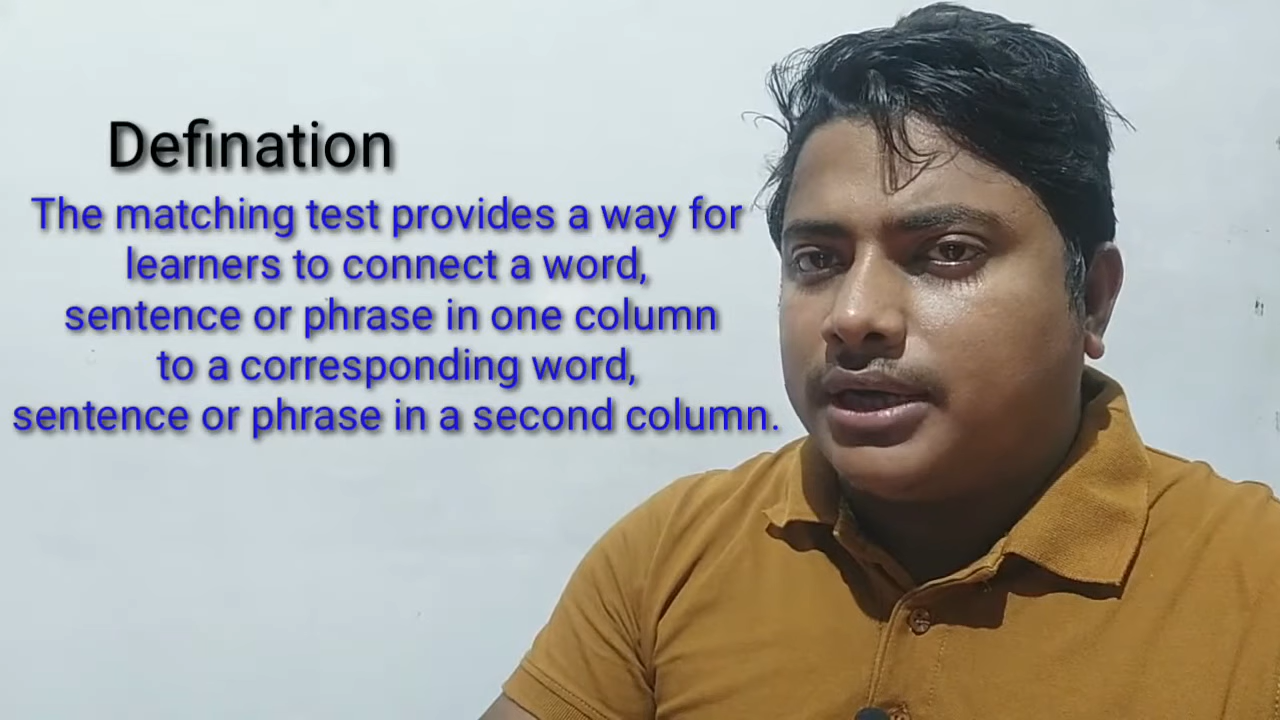 Defination
The matching test provides a way for
learners to connect a word,
sentence or phrase in one column
to a corresponding word,
sentence or phrase in a second column.